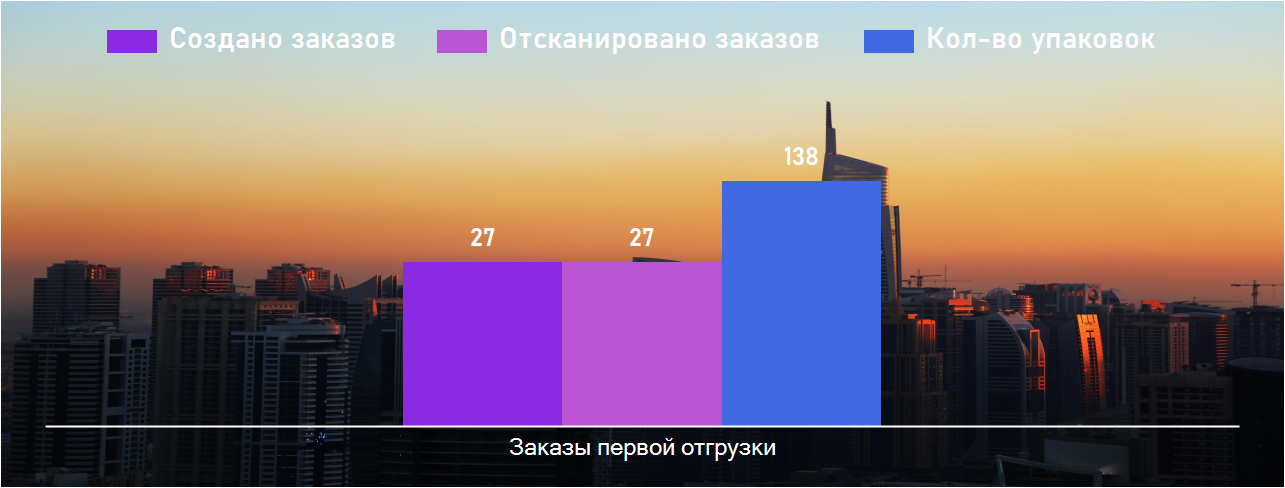 Создано заказов Отсканировано заказов Кол-во упаковок
138
27 27
Заказы первой отгрузки